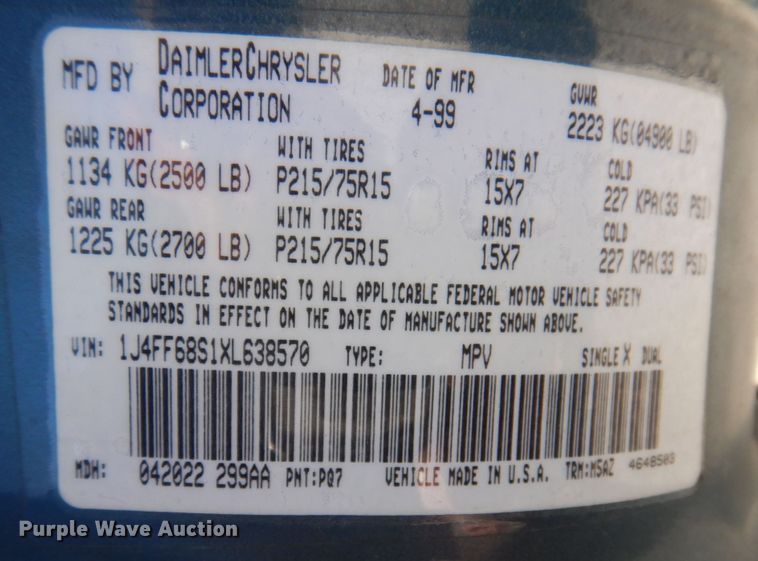 MFD BY DAIMLERCHRYSLER CORPORATION
DATE OF MFR 4-99
GVWR 2223 KG(04900 LB)
GAWR FRONT WITH TIRES RIMS AT COLD
1134 KG(2500 LB) P215/75R15 15X7 227 KPA(33 PSI)
GAWR REAR WITH TIRES RIMS AT COLD
1225 KG(2700 LB) P215/75R15 15X7 227 KPA(33 PSI)
THIS VEHICLE CONFORMS TO ALL APPLICABLE FEDERAL MOTOR VEHICLE SAFETY
STANDARDS IN EFFECT ON THE DATE OF MANUFACTURE SHOWN ABOVE.
VIN: 1J4FF68S1XL638570 TYPE: MPV SINGLE X DUAL
MDH: 042022 299AA PNT:PQ7 VEHICLE MADE IN U.S.A. TRM:M5AZ 4648503
Purple Wave Auction